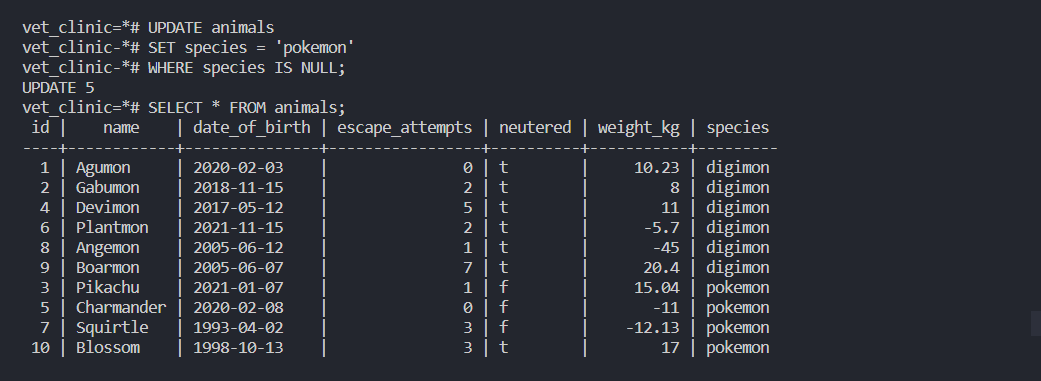 vet_clinic=*# UPDATE animals
vet_clinic-*# SET species = 'pokemon'
vet_clinic-*# WHERE species IS NULL;
UPDATE 5
vet_clinic=*# SELECT * FROM animals;
 id |    name    | date_of_birth | escape_attempts | neutered | weight_kg | species
----+------------+---------------+-----------------+----------+-----------+---------
  1 | Agumon     | 2020-02-03    |               0 | t        |     10.23 | digimon
  2 | Gabumon    | 2018-11-15    |               2 | t        |         8 | digimon
  4 | Devimon    | 2017-05-12    |               5 | t        |        11 | digimon
  6 | Plantmon   | 2021-11-15    |               2 | t        |      -5.7 | digimon
  8 | Angemon    | 2005-06-12    |               1 | t        |       -45 | digimon
  9 | Boarmon    | 2005-06-07    |               7 | t        |      20.4 | digimon
  3 | Pikachu    | 2021-01-07    |               1 | f        |     15.04 | pokemon
  5 | Charmander | 2020-02-08    |               0 | f        |       -11 | pokemon
  7 | Squirtle   | 1993-04-02    |               3 | f        |    -12.13 | pokemon
 10 | Blossom    | 1998-10-13    |               3 | t        |        17 | pokemon